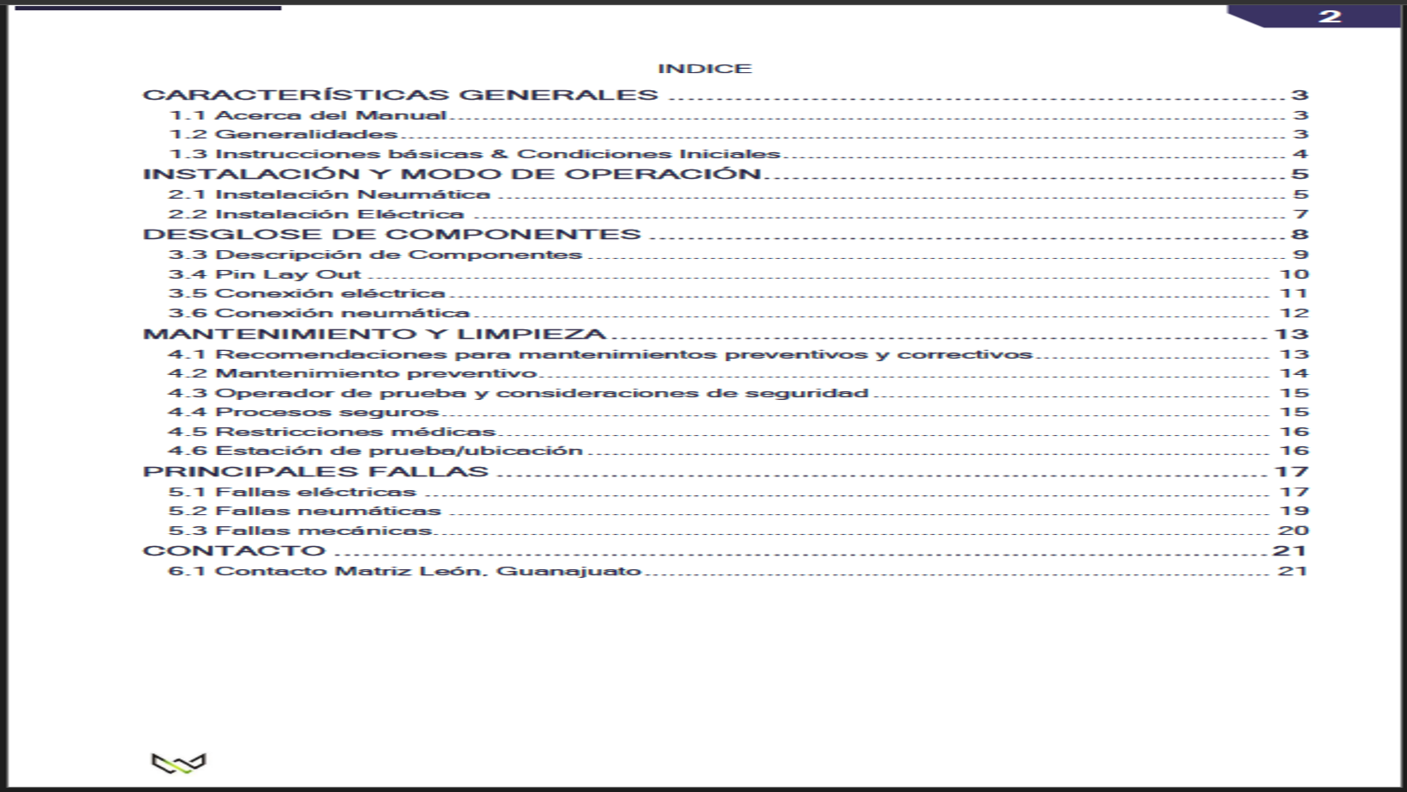 2
INDICE
CARACTERÍSTICAS GENERALES ........ 3
1.1 Acerca del Manual........ 3
1.2 Generalidades........ 3
1.3 Instrucciones básicas & Condiciones Iniciales........ 4
INSTALACIÓN Y MODO DE OPERACIÓN........ 5
2.1 Instalación Neumática ........ 5
2.2 Instalación Eléctrica ........ 7
DESGLOSE DE COMPONENTES ........ 8
3.3 Descripción de Componentes........ 9
3.4 Pin Lay Out ........ 10
3.5 Conexión eléctrica........ 11
3.6 Conexión neumática........ 12
MANTENIMIENTO Y LIMPIEZA........ 13
4.1 Recomendaciones para mantenimientos preventivos y correctivos........ 13
4.2 Mantenimiento preventivo........ 14
4.3 Operador de prueba y consideraciones de seguridad........ 15
4.4 Procesos seguros........ 15
4.5 Restricciones médicas........ 16
4.6 Estación de prueba/ubicación........ 16
PRINCIPALES FALLAS ........ 17
5.1 Fallas eléctricas ........ 17
5.2 Fallas neumáticas ........ 19
5.3 Fallas mecánicas........ 20
CONTACTO ........ 21
6.1 Contacto Matriz León, Guanajuato........ 21